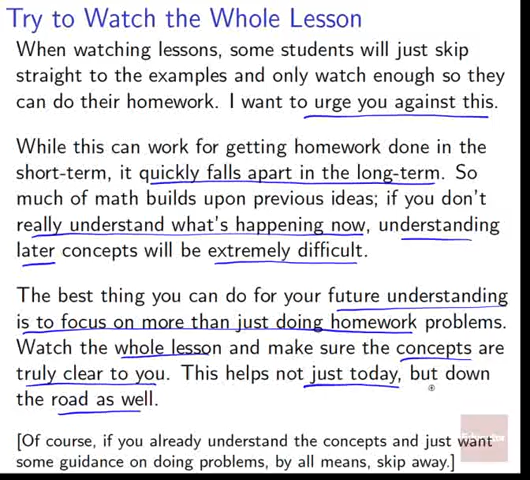 Try to Watch the Whole Lesson
When watching lessons, some students will just skip
straight to the examples and only watch enough so they
can do their homework. I want to urge you against this.
While this can work for getting homework done in the
short-term, it quickly falls apart in the long-term. So
much of math builds upon previous ideas; if you don't
really understand what's happening now, understanding
later concepts will be extremely difficult.
The best thing you can do for your future understanding
is to focus on more than just doing homework problems.
Watch the whole lesson and make sure the concepts are
truly clear to you. This helps not just today, but down
the road as well.
[Of course, if you already understand the concepts and just want
some guidance on doing problems, by all means, skip away.]